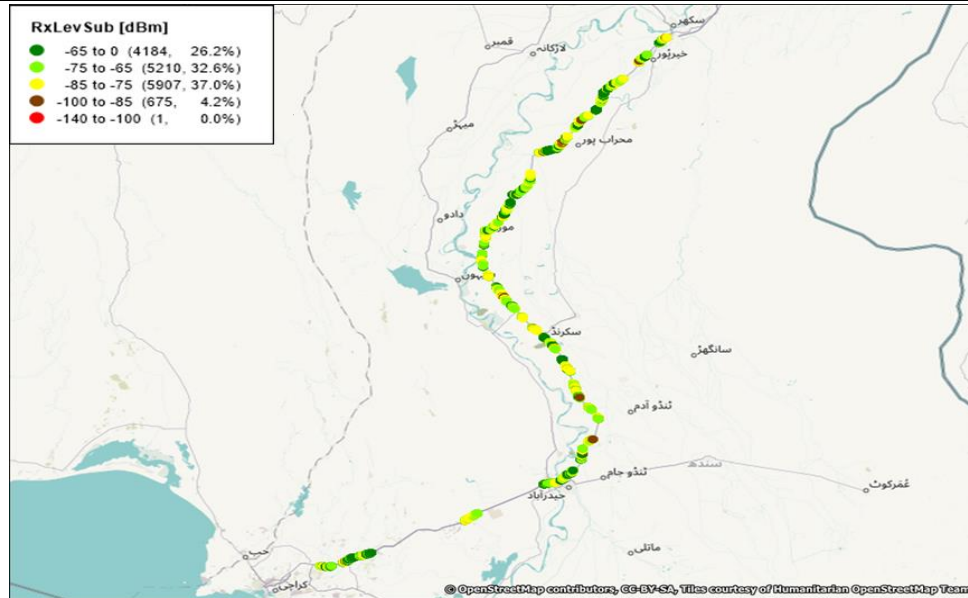 RxLevSub [dBm]
-65 to 0 (4184, 26.2%)
-75 to -65 (5210, 32.6%)
-85 to -75 (5907, 37.0%)
-100 to -85 (675, 4.2%)
-140 to -100 (1, 0.0%)
سکھر
قمبر
لاڑکانہ
خیرپور
میہڑ
محراب پور
دادو
سکرنڈ
سانگھڑ
ٹنڈو آدم
سندھ
ٹنڈو جام
عُمَرکوٹ
حیدرآباد
ماتلی
حب
کراچی
© OpenStreetMap contributors, CC-BY-SA, Tiles courtesy of Humanitarian OpenStreetMap Team